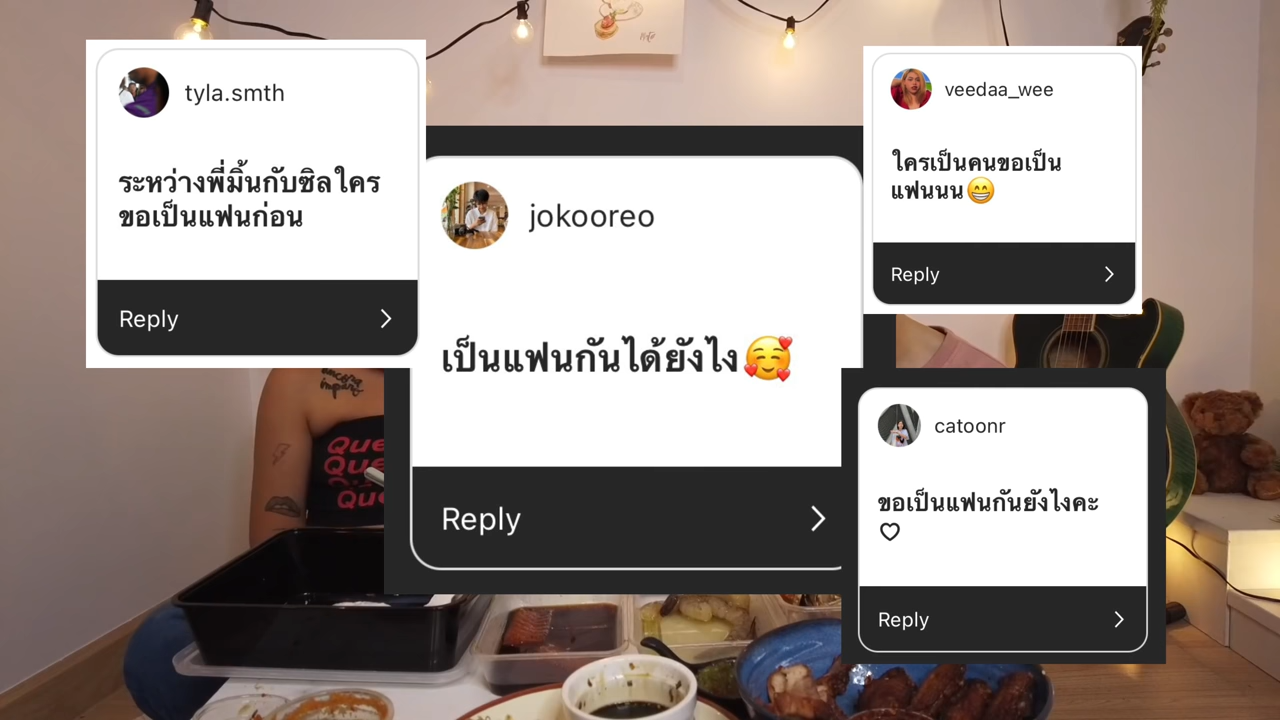 tyla.smth
ระหว่างพี่มิ้นกับซิลใคร
ขอเป็นแฟนก่อน
Reply
jokooreo
เป็นแฟนกันได้ยังไง🥰
Reply
veedaa_wee
ใครเป็นคนขอเป็น
แฟนนน😁
Reply
catoonr
ขอเป็นแฟนกันยังไงคะ
♡
Reply
Que
Que
Que